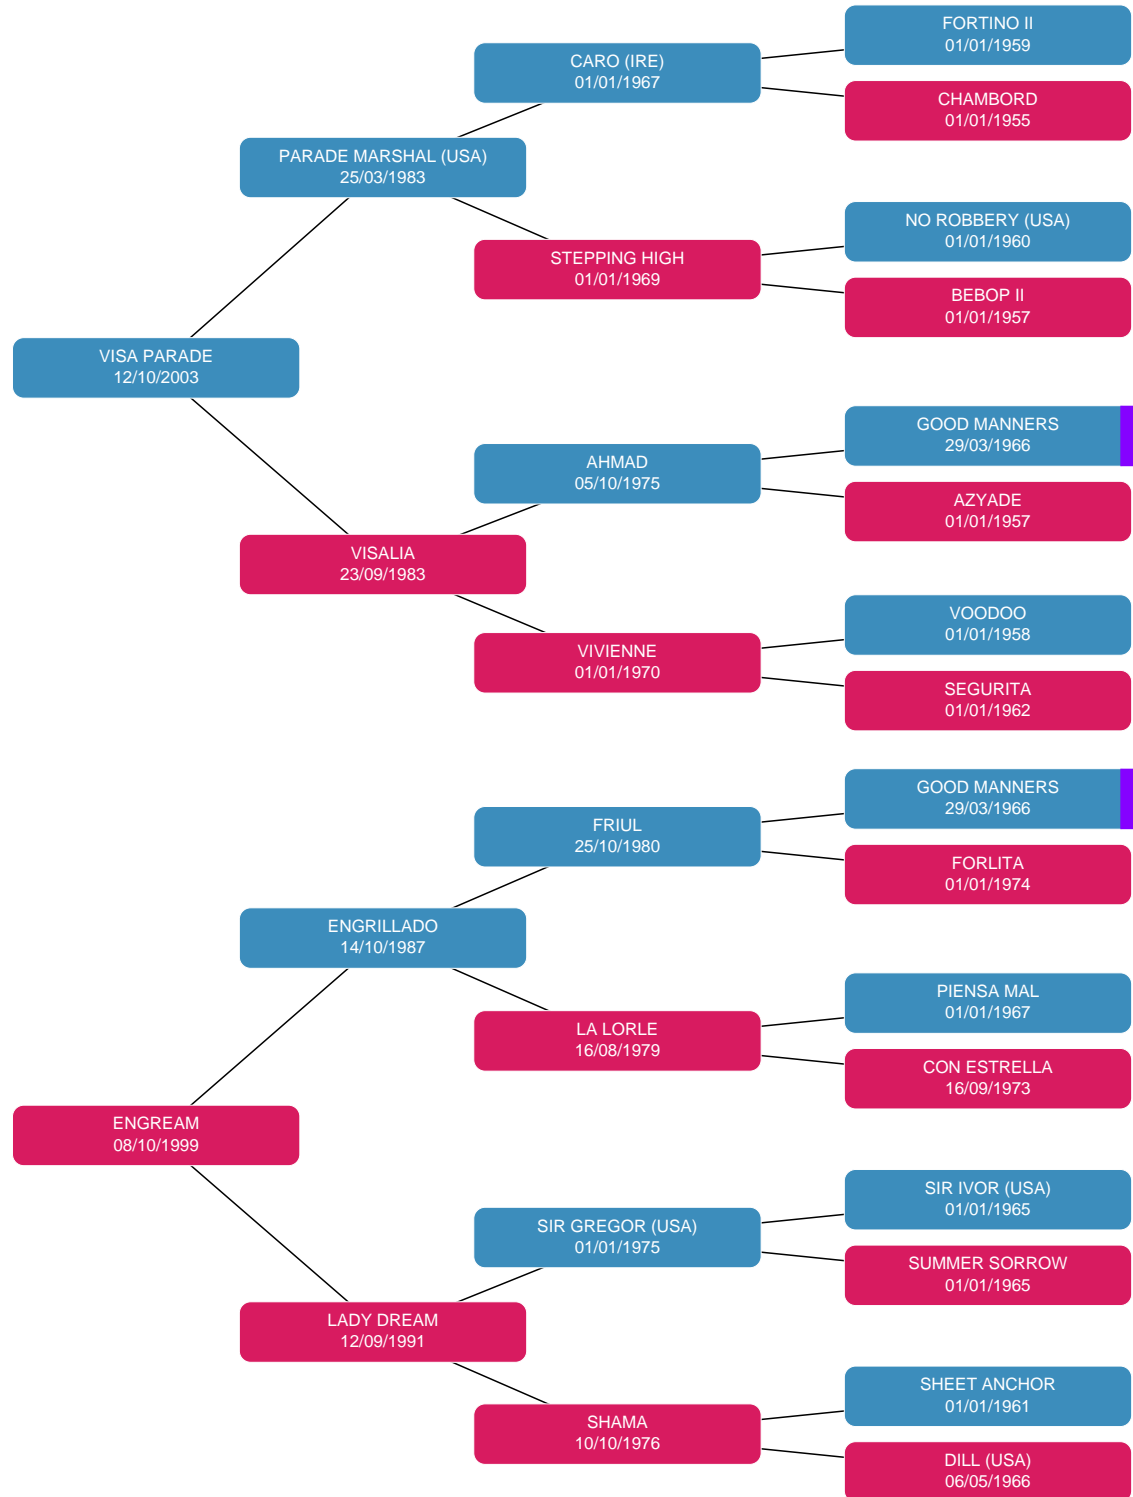 FORTINO II
01/01/1959
CARO (IRE)
01/01/1967
CHAMBORD
01/01/1955
PARADE MARSHAL (USA)
25/03/1983
NO ROBBERY (USA)
01/01/1960
STEPPING HIGH
01/01/1969
BEBOP II
01/01/1957
VISA PARADE
12/10/2003
GOOD MANNERS
29/03/1966
AHMAD
05/10/1975
AZYADE
01/01/1957
VISALIA
23/09/1983
VOODOO
01/01/1958
VIVIENNE
01/01/1970
SEGURITA
01/01/1962
GOOD MANNERS
29/03/1966
FRIUL
25/10/1980
FORLITA
01/01/1974
ENGRILLADO
14/10/1987
PIENSA MAL
01/01/1967
LA LORLE
16/08/1979
CON ESTRELLA
16/09/1973
ENGREAM
08/10/1999
SIR IVOR (USA)
01/01/1965
SIR GREGOR (USA)
01/01/1975
SUMMER SORROW
01/01/1965
LADY DREAM
12/09/1991
SHEET ANCHOR
01/01/1961
SHAMA
10/10/1976
DILL (USA)
06/05/1966